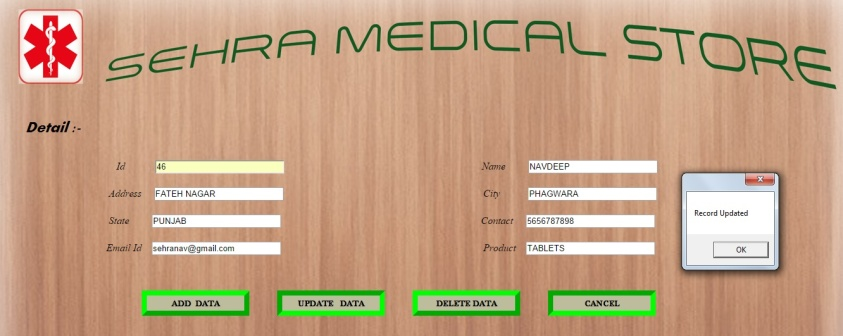 SEHRA MEDICAL STORE
Detail :-
Id 46 Name NAVDEEP
Address FATEH NAGAR City PHAGWARA
State PUNJAB Contact 5656787898
Email Id sehranav@gmail.com Product TABLETS
Record Updated
OK
ADD DATA UPDATE DATA DELETE DATA CANCEL